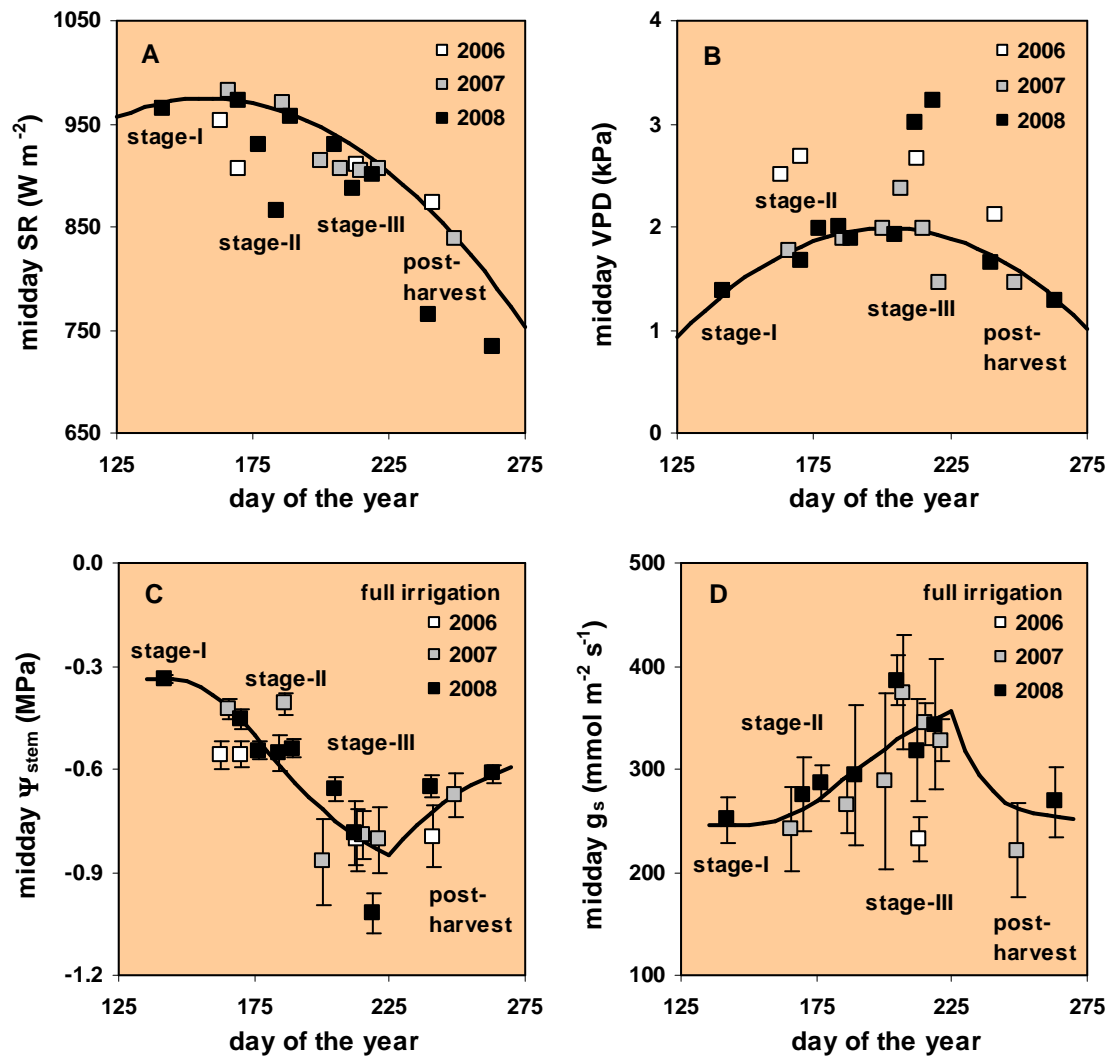 1050
950
850
750
650
midday SR (W m-2)
A
2006
2007
2008
stage-I
stage-II
stage-III
post-
harvest
125 175 225 275
day of the year
4
3
2
1
0
midday VPD (kPa)
B
2006
2007
2008
stage-II
stage-I
stage-III
post-
harvest
125 175 225 275
day of the year
0.0
-0.3
-0.6
-0.9
-1.2
midday Ψstem (MPa)
C
full irrigation
2006
2007
2008
stage-I
stage-II
stage-III
post-
harvest
125 175 225 275
day of the year
500
400
300
200
100
midday gs (mmol m-2 s-1)
D
full irrigation
2006
2007
2008
stage-II
stage-I
stage-III
post-
harvest
125 175 225 275
day of the year